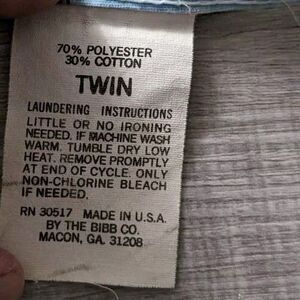 70% POLYESTER
30% COTTON
TWIN
LAUNDERING INSTRUCTIONS
LITTLE OR NO IRONING
NEEDED. IF MACHINE WASH
WARM. TUMBLE DRY LOW
HEAT. REMOVE PROMPTLY
AT END OF CYCLE. ONLY
NON-CHLORINE BLEACH
IF NEEDED.
RN 30517 MADE IN U.S.A.
BY THE BIBB CO.
MACON, GA. 31208